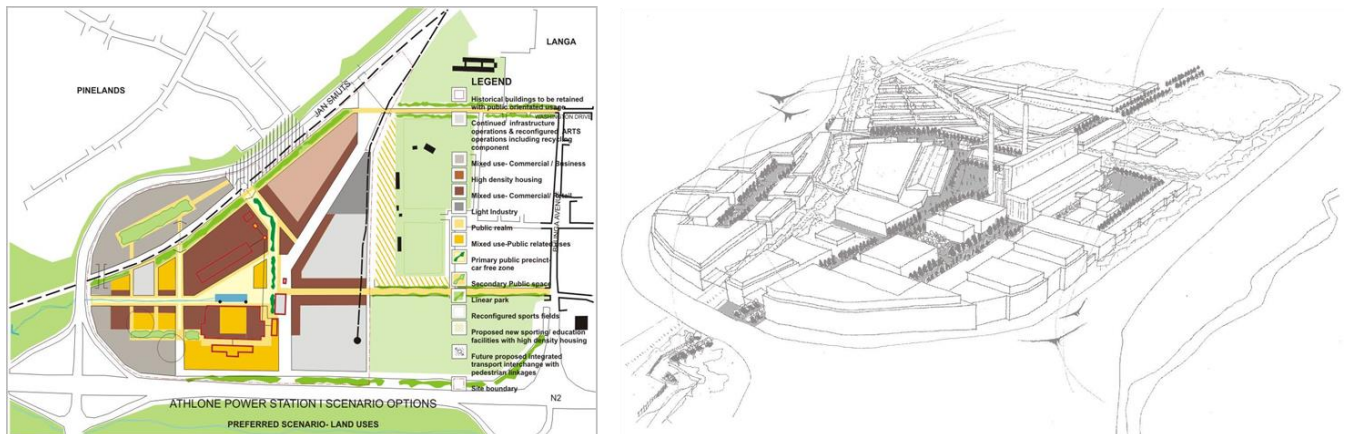 PINELANDS
JAN SMUTS
LANGA
LEGEND
Historical buildings to be retained
with public orientated usage
WASHINGTON DRIVE
Continued infrastructure
operations & reconfigured ARTS
operations including recycling
component
Mixed use- Commercial / Business
High density housing
Mixed use- Commercial/ Retail
Light Industry
Public realm
Mixed use-Public related uses
Primary public precinct-
car free zone
Secondary Public space
Linear park
Reconfigured sports fields
Proposed new sporting/ education
facilities with high density housing
Future proposed integrated
transport interchange with
pedestrian linkages
Site boundary
N2
ATHLONE POWER STATION I SCENARIO OPTIONS
PREFERRED SCENARIO- LAND USES